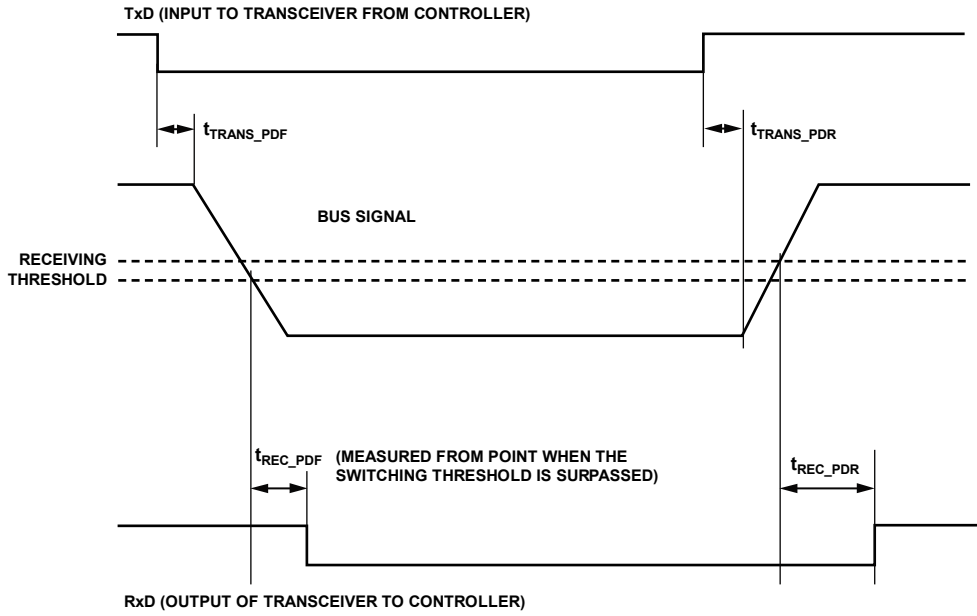 TxD (INPUT TO TRANSCEIVER FROM CONTROLLER)
tTRANS_PDF
tTRANS_PDR
BUS SIGNAL
RECEIVING
THRESHOLD
tREC_PDF (MEASURED FROM POINT WHEN THE
SWITCHING THRESHOLD IS SURPASSED)
tREC_PDR
RxD (OUTPUT OF TRANSCEIVER TO CONTROLLER)